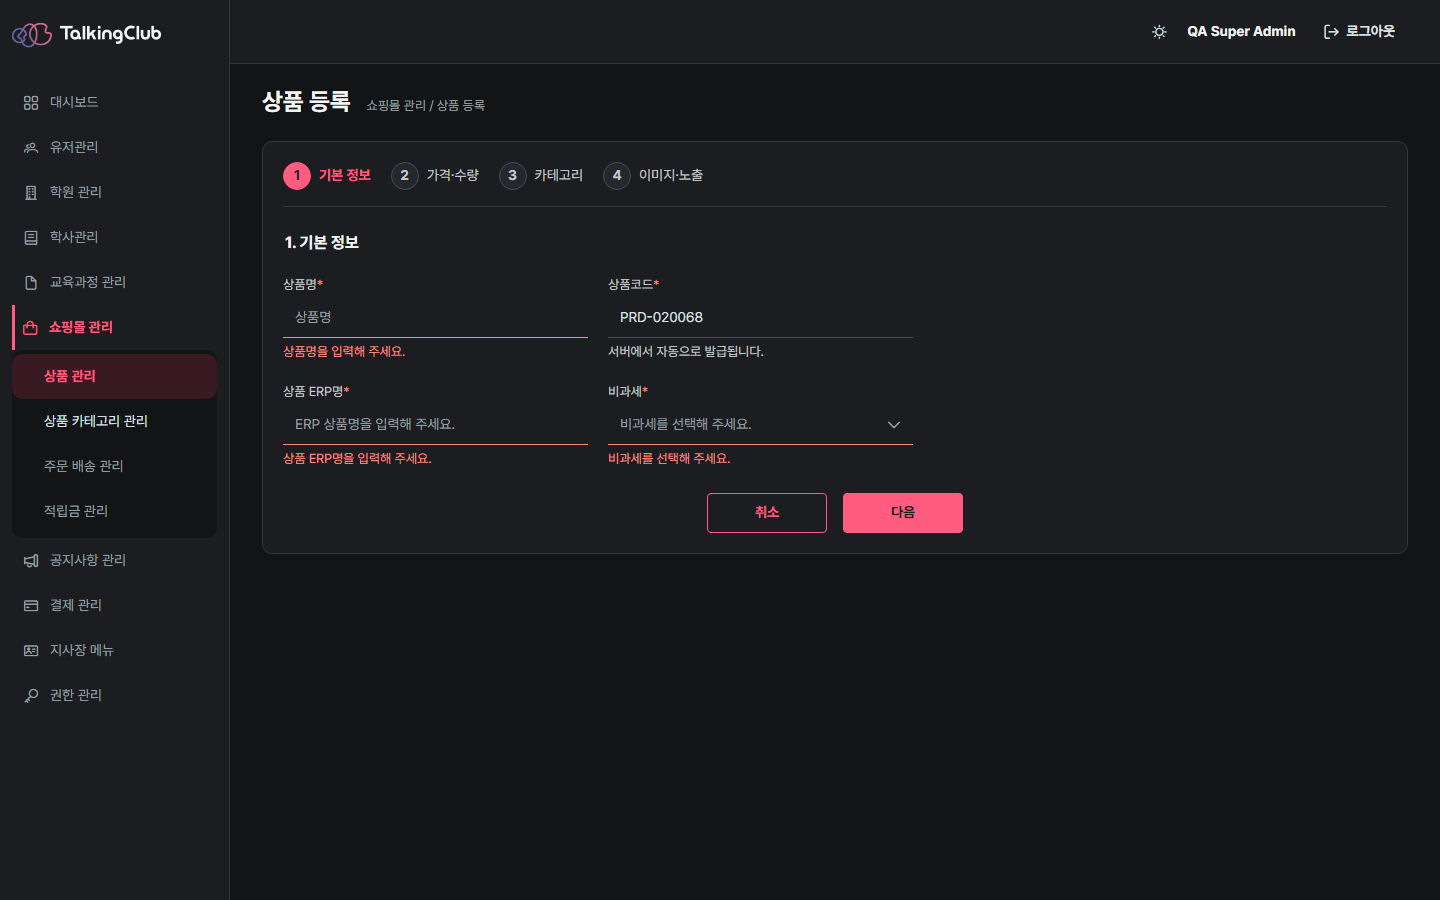 TalkingClub
QA Super Admin
로그아웃
대시보드
유저관리
학원 관리
학사관리
교육과정 관리
쇼핑몰 관리
상품 관리
상품 카테고리 관리
주문 배송 관리
적립금 관리
공지사항 관리
결제 관리
지사장 메뉴
권한 관리
상품 등록 쇼핑몰 관리 / 상품 등록
1 기본 정보 2 가격·수량 3 카테고리 4 이미지·노출
1. 기본 정보
상품명* 상품코드*
상품명 PRD-020068
상품명을 입력해 주세요. 서버에서 자동으로 발급됩니다.
상품 ERP명* 비과세*
ERP 상품명을 입력해 주세요. 비과세를 선택해 주세요.
상품 ERP명을 입력해 주세요. 비과세를 선택해 주세요.
취소 다음